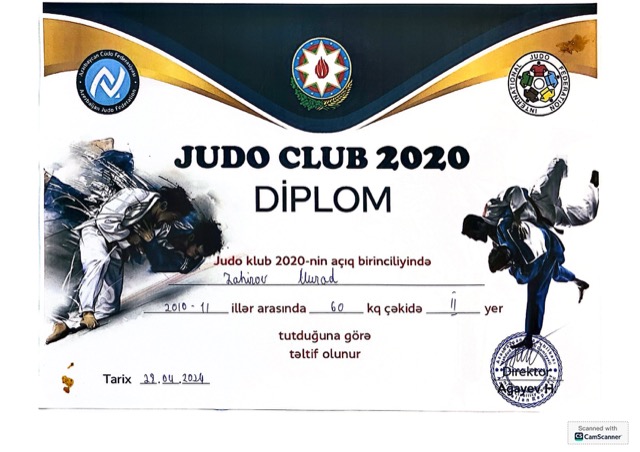 Azərbaycan Cüdo Federasiyası
Azerbaijan Judo Federation
INTERNATIONAL JUDO FEDERATION
JUDO CLUB 2020
DİPLOM
Judo klub 2020-nin açıq birinciliyində
Zahirov Murad
2010-11 illər arasında 60 kq çəkidə II yer
tutduğuna görə
təltif olunur
Tarix 29.04.2024
Direktor
Ağayev H.
Scanned with
CS CamScanner